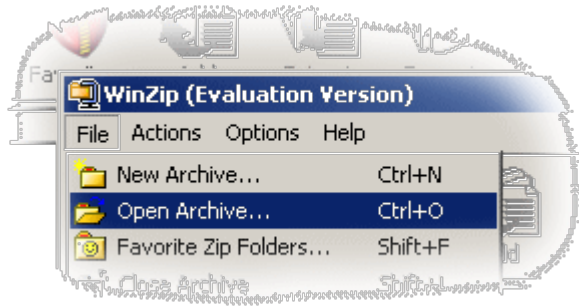 WinZip (Evaluation Version)
File Actions Options Help
New Archive... Ctrl+N
Open Archive... Ctrl+O
Favorite Zip Folders... Shift+F
Close Archive Shift+L